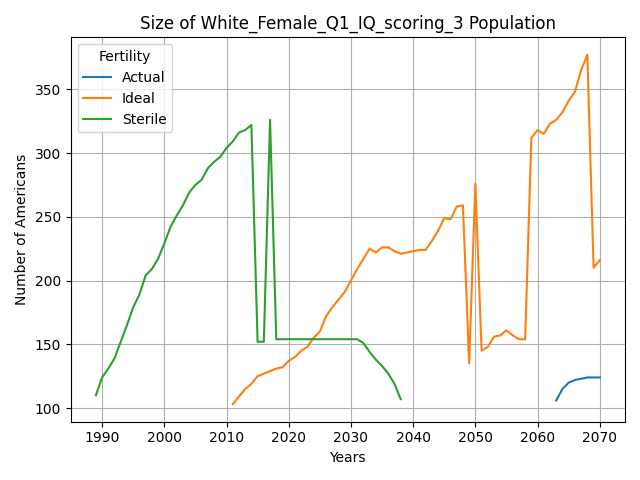 Size of White_Female_Q1_IQ_scoring_3 Population
Fertility
Actual
Ideal
Sterile
Number of Americans
350
300
250
200
150
100
1990 2000 2010 2020 2030 2040 2050 2060 2070
Years